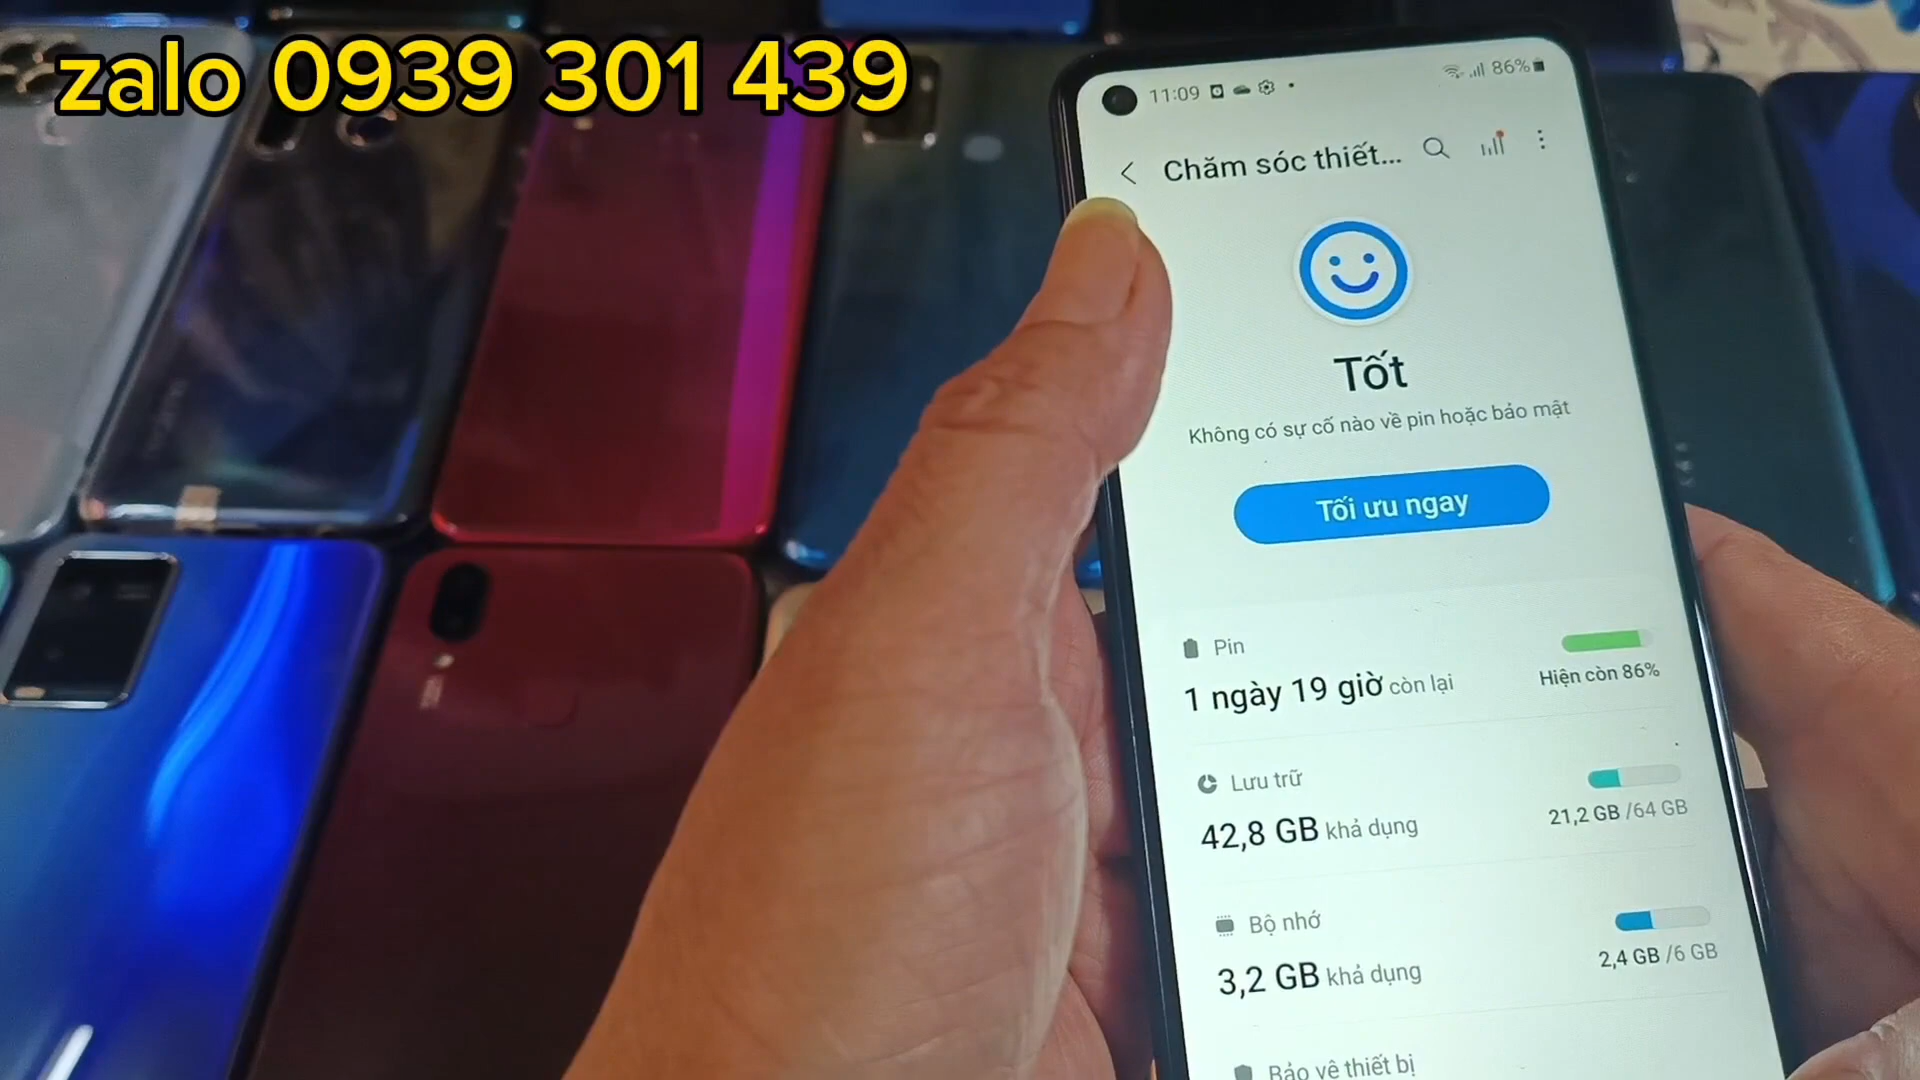 zalo 0939 301 439
11:09
86%
Chăm sóc thiết...
Tốt
Không có sự cố nào về pin hoặc bảo mật
Tối ưu ngay
Pin
1 ngày 19 giờ còn lại
Hiện còn 86%
Lưu trữ
42,8 GB khả dụng
21,2 GB /64 GB
Bộ nhớ
3,2 GB khả dụng
2,4 GB /6 GB
Bảo vệ thiết bị